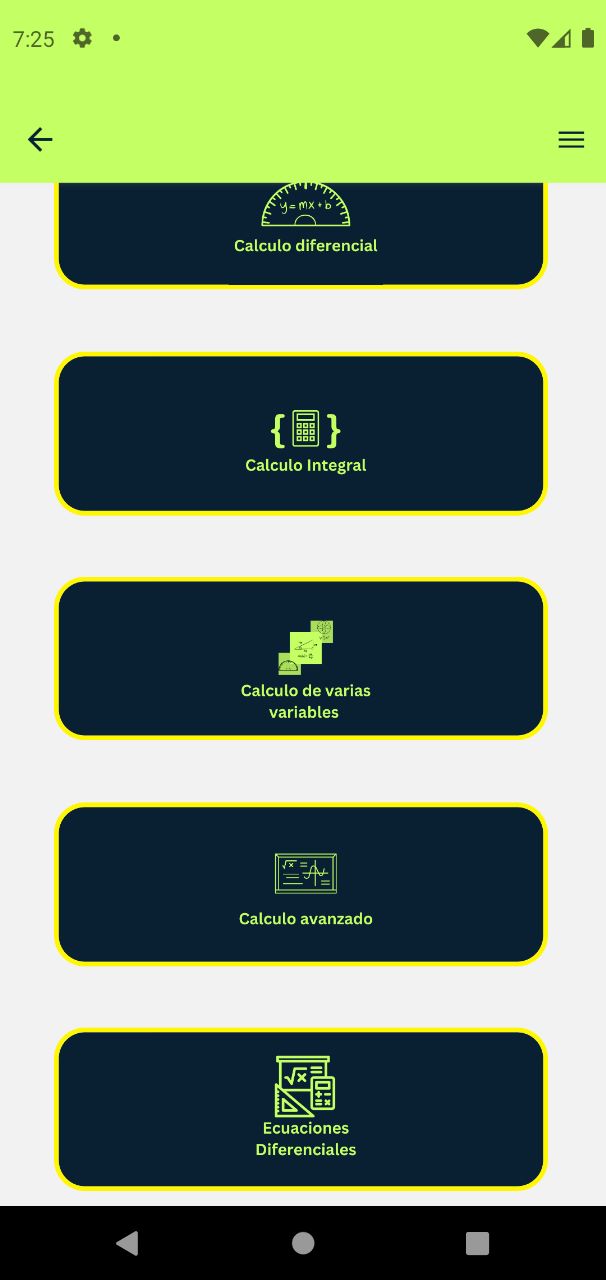 7:25
y = mx + b
Calculo diferencial
Calculo Integral
Calculo de varias
variables
Calculo avanzado
√x
Ecuaciones
Diferenciales